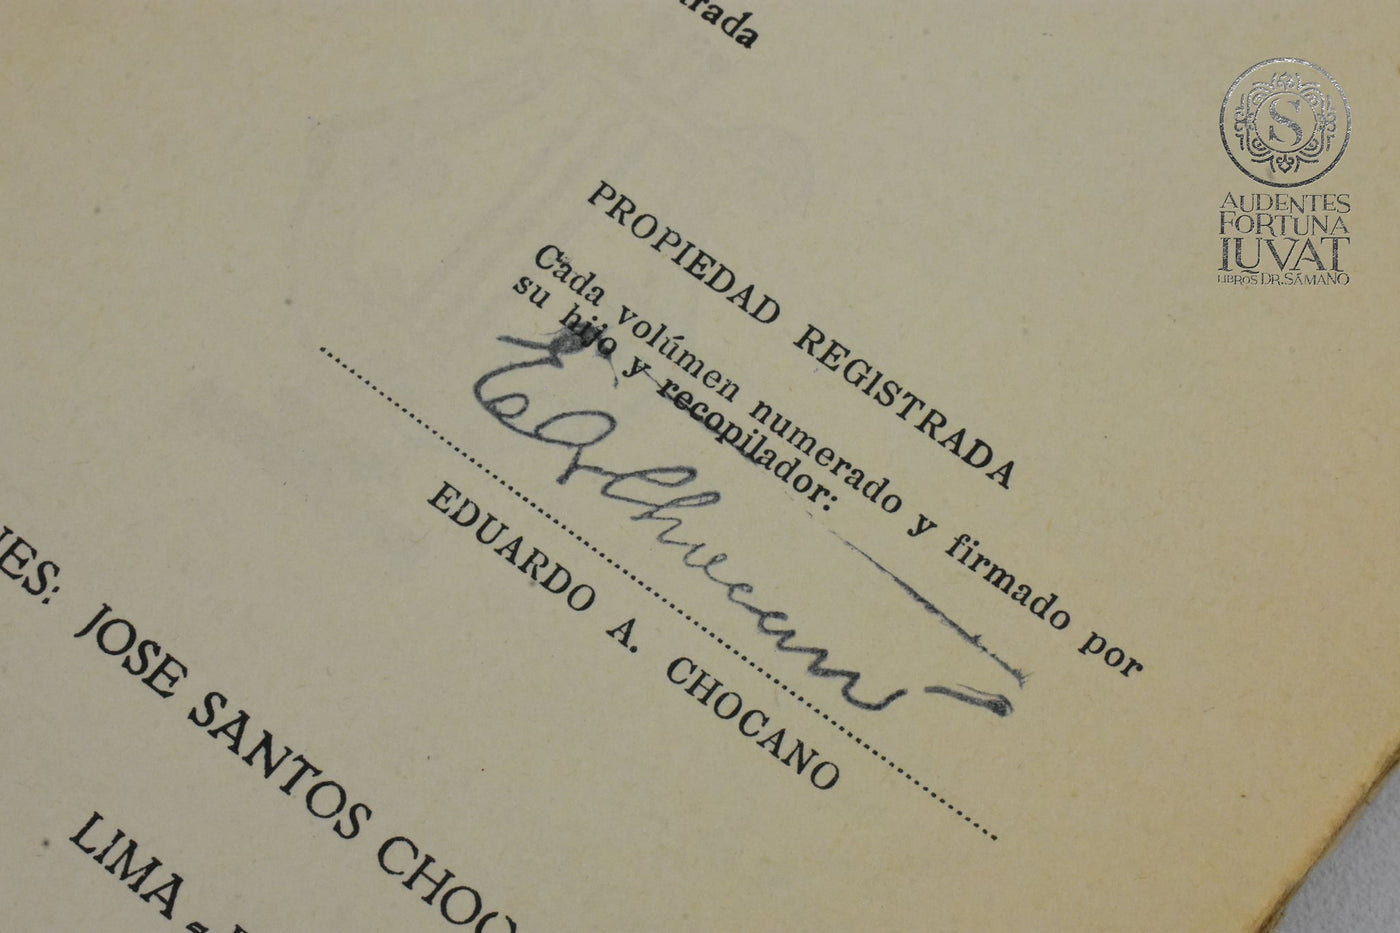 trada
PROPIEDAD REGISTRADA
Cada volúmen numerado y firmado por
su hijo y recopilador:
EDUARDO A. CHOCANO
NES: JOSE SANTOS CHOC
LIMA -
S
AUDENTES
FORTUNA
IUVAT
LIBROS DR. SÁMANO